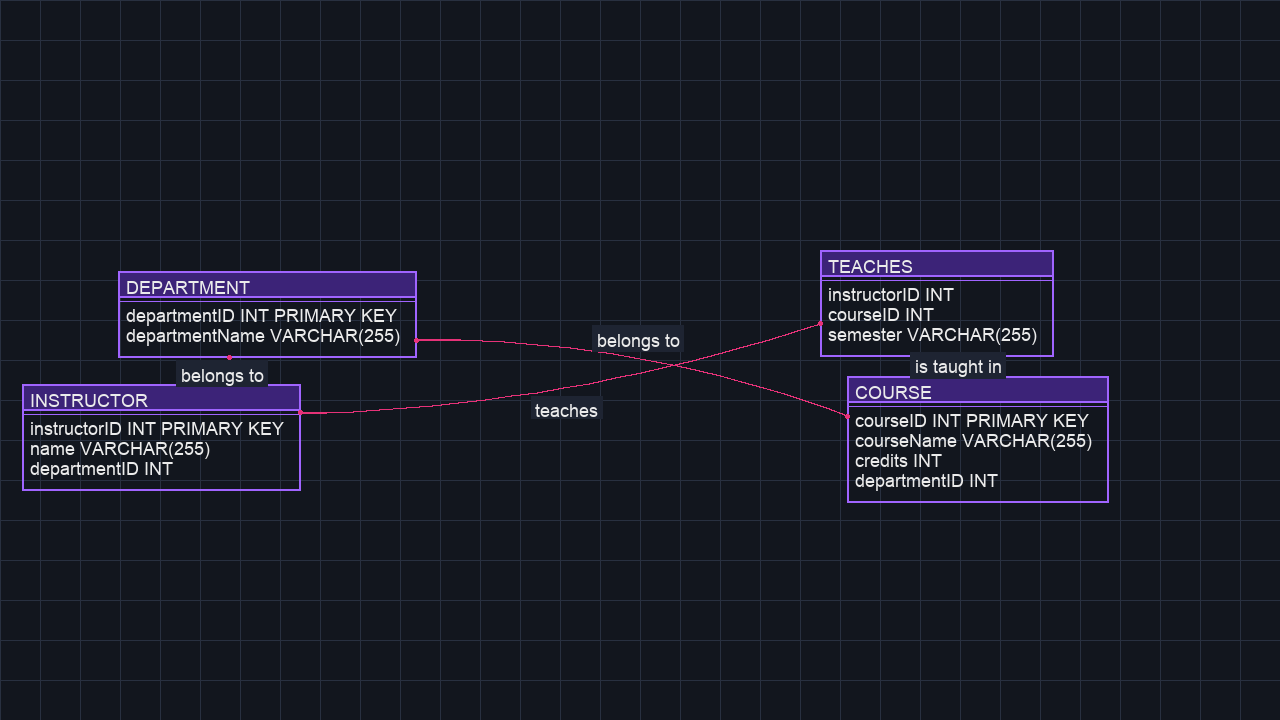 DEPARTMENT
departmentID INT PRIMARY KEY
departmentName VARCHAR(255)
belongs to
INSTRUCTOR
instructorID INT PRIMARY KEY
name VARCHAR(255)
departmentID INT
belongs to
teaches
TEACHES
instructorID INT
courseID INT
semester VARCHAR(255)
is taught in
COURSE
courseID INT PRIMARY KEY
courseName VARCHAR(255)
credits INT
departmentID INT